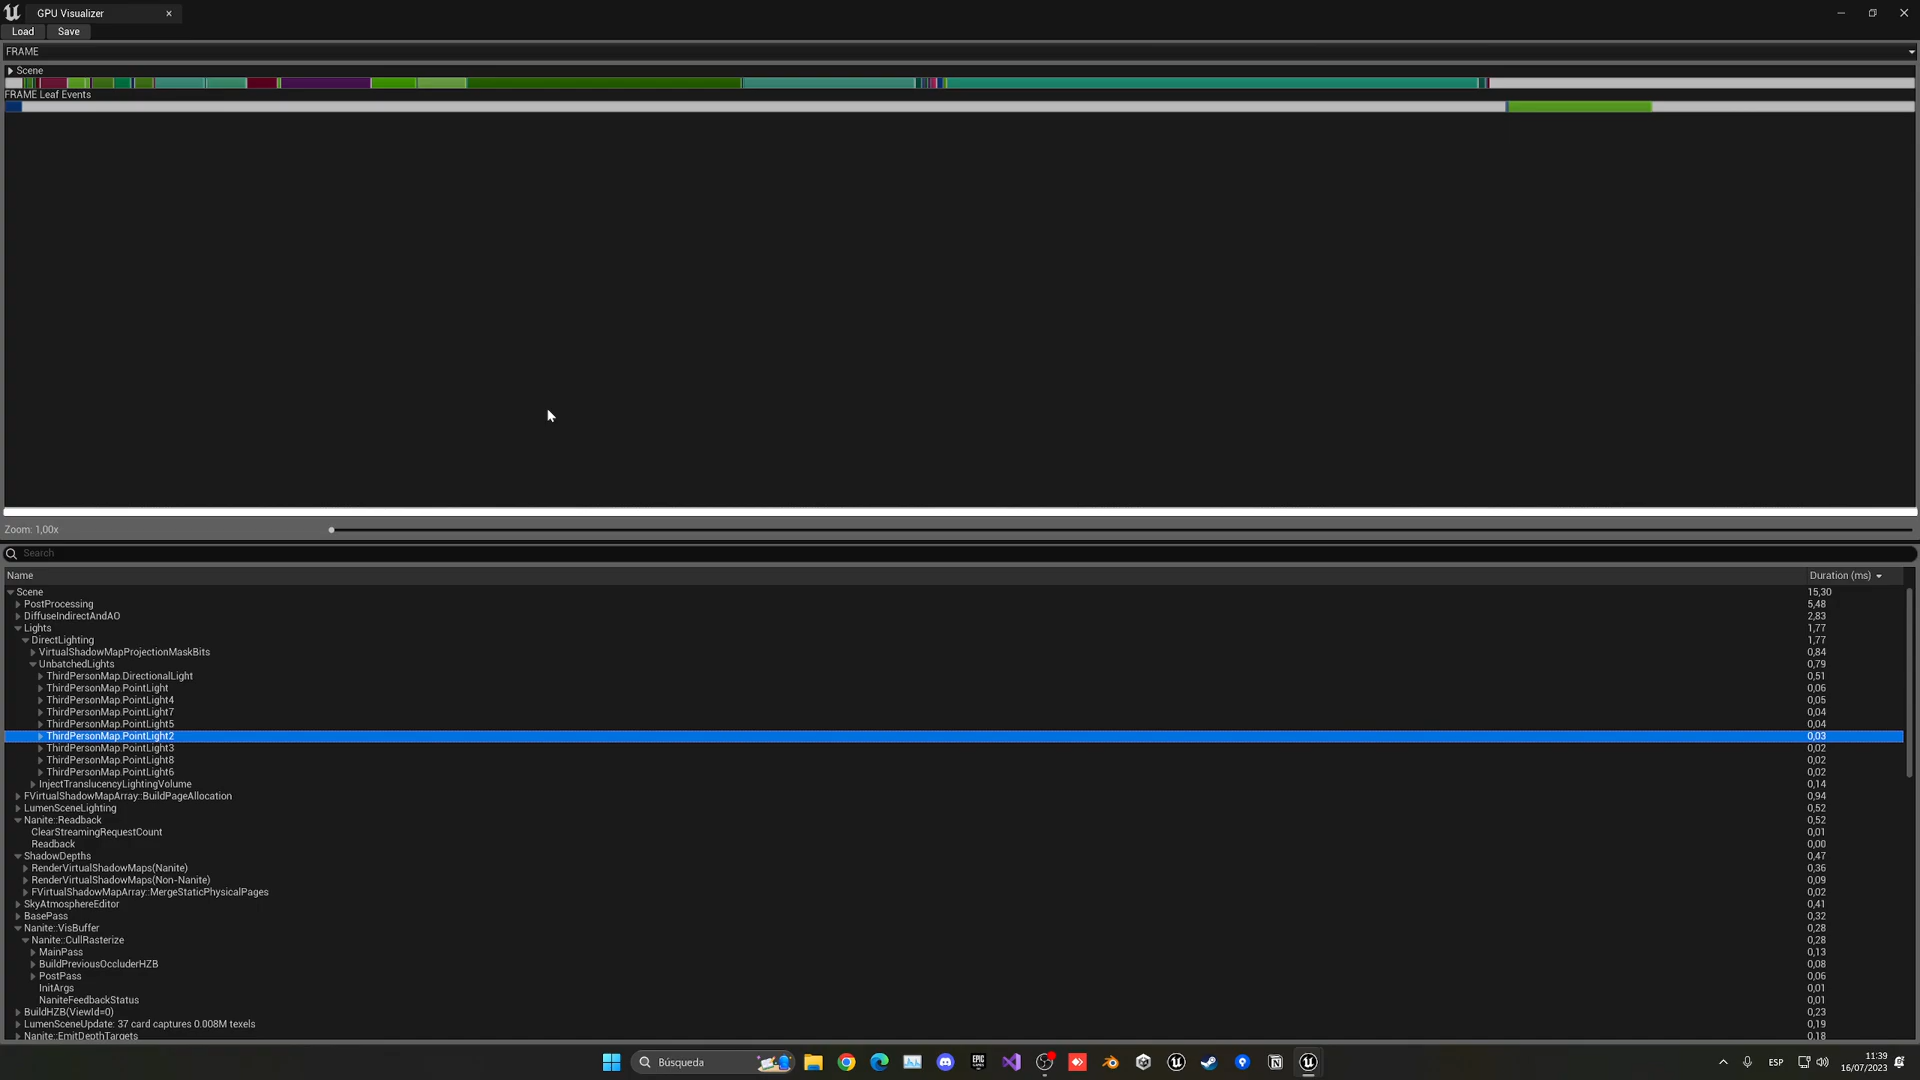 GPU Visualizer
Load Save
FRAME
Scene
FRAME Leaf Events
Zoom: 1,00x
Search
Name Duration (ms)
Scene 15,30
PostProcessing 5,48
DiffuseIndirectAndAO 2,83
Lights 1,77
DirectLighting 1,77
VirtualShadowMapProjectionMaskBits 0,84
UnbatchedLights 0,79
ThirdPersonMap.DirectionalLight 0,51
ThirdPersonMap.PointLight 0,06
ThirdPersonMap.PointLight4 0,05
ThirdPersonMap.PointLight7 0,04
ThirdPersonMap.PointLight5 0,04
ThirdPersonMap.PointLight2 0,03
ThirdPersonMap.PointLight3 0,02
ThirdPersonMap.PointLight8 0,02
ThirdPersonMap.PointLight6 0,02
InjectTranslucencyLightingVolume 0,14
FVirtualShadowMapArray::BuildPageAllocation 0,94
LumenSceneLighting 0,52
Nanite::Readback 0,52
ClearStreamingRequestCount 0,01
Readback 0,00
ShadowDepths 0,47
RenderVirtualShadowMaps(Nanite) 0,36
RenderVirtualShadowMaps(Non-Nanite) 0,09
FVirtualShadowMapArray::MergeStaticPhysicalPages 0,02
SkyAtmosphereEditor 0,41
BasePass 0,32
Nanite::VisBuffer 0,28
Nanite::CullRasterize 0,28
MainPass 0,13
BuildPreviousOccluderHZB 0,08
PostPass 0,06
InitArgs 0,01
NaniteFeedbackStatus 0,01
BuildHZB(ViewId=0) 0,23
LumenSceneUpdate: 37 card captures 0.008M texels 0,19
Nanite::EmitDepthTargets 0,18
Búsqueda
EPIC
ESP
11:39
16/07/2023